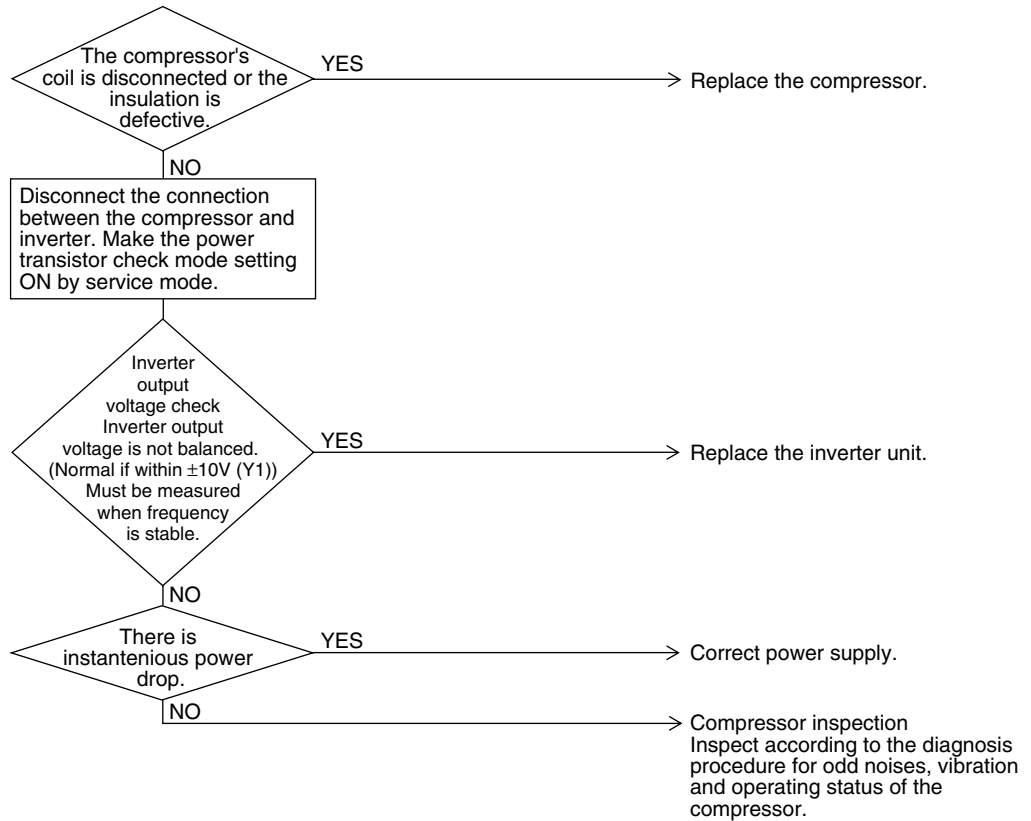 The compressor's
coil is disconnected or the
insulation is
defective.
YES
Replace the compressor.
NO
Disconnect the connection
between the compressor and
inverter. Make the power
transistor check mode setting
ON by service mode.
Inverter
output
voltage check
Inverter output
voltage is not balanced.
(Normal if within ±10V (Y1))
Must be measured
when frequency
is stable.
YES
Replace the inverter unit.
NO
There is
instantenious power
drop.
YES
Correct power supply.
NO
Compressor inspection
Inspect according to the diagnosis
procedure for odd noises, vibration
and operating status of the
compressor.